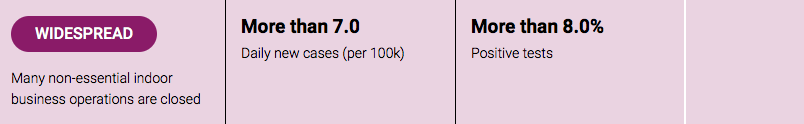 WIDESPREAD
Many non-essential indoor
business operations are closed
More than 7.0
Daily new cases (per 100k)
More than 8.0%
Positive tests